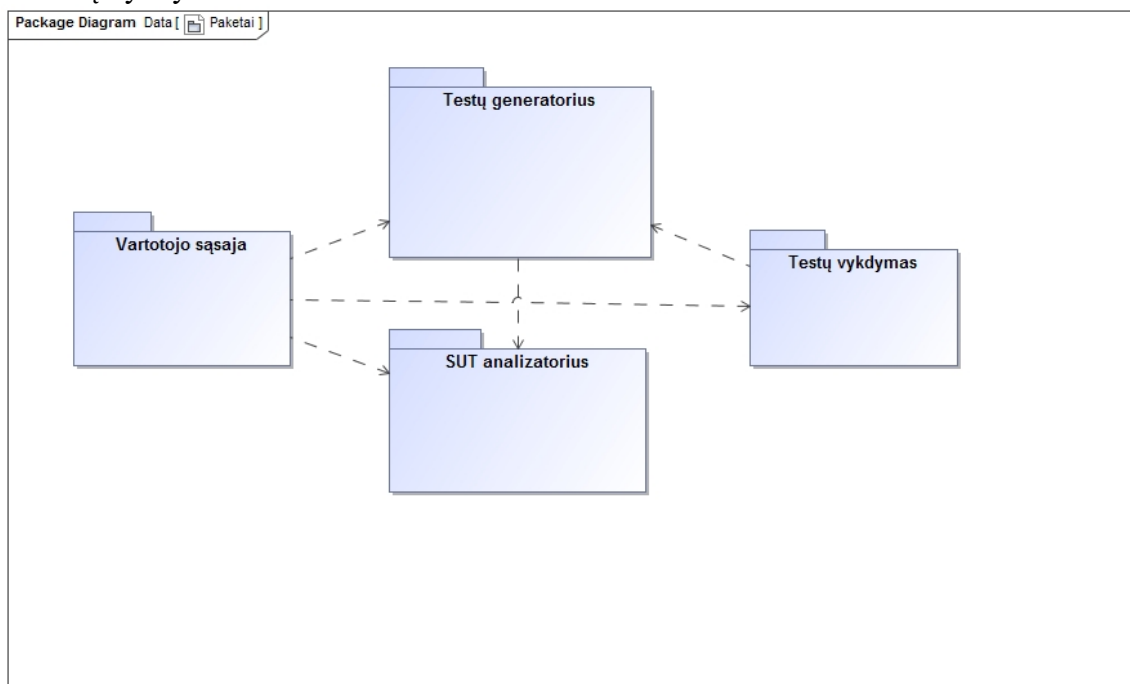 Package Diagram Data [ Paketai ]
Testų generatorius
Vartotojo sąsaja
Testų vykdymas
SUT analizatorius